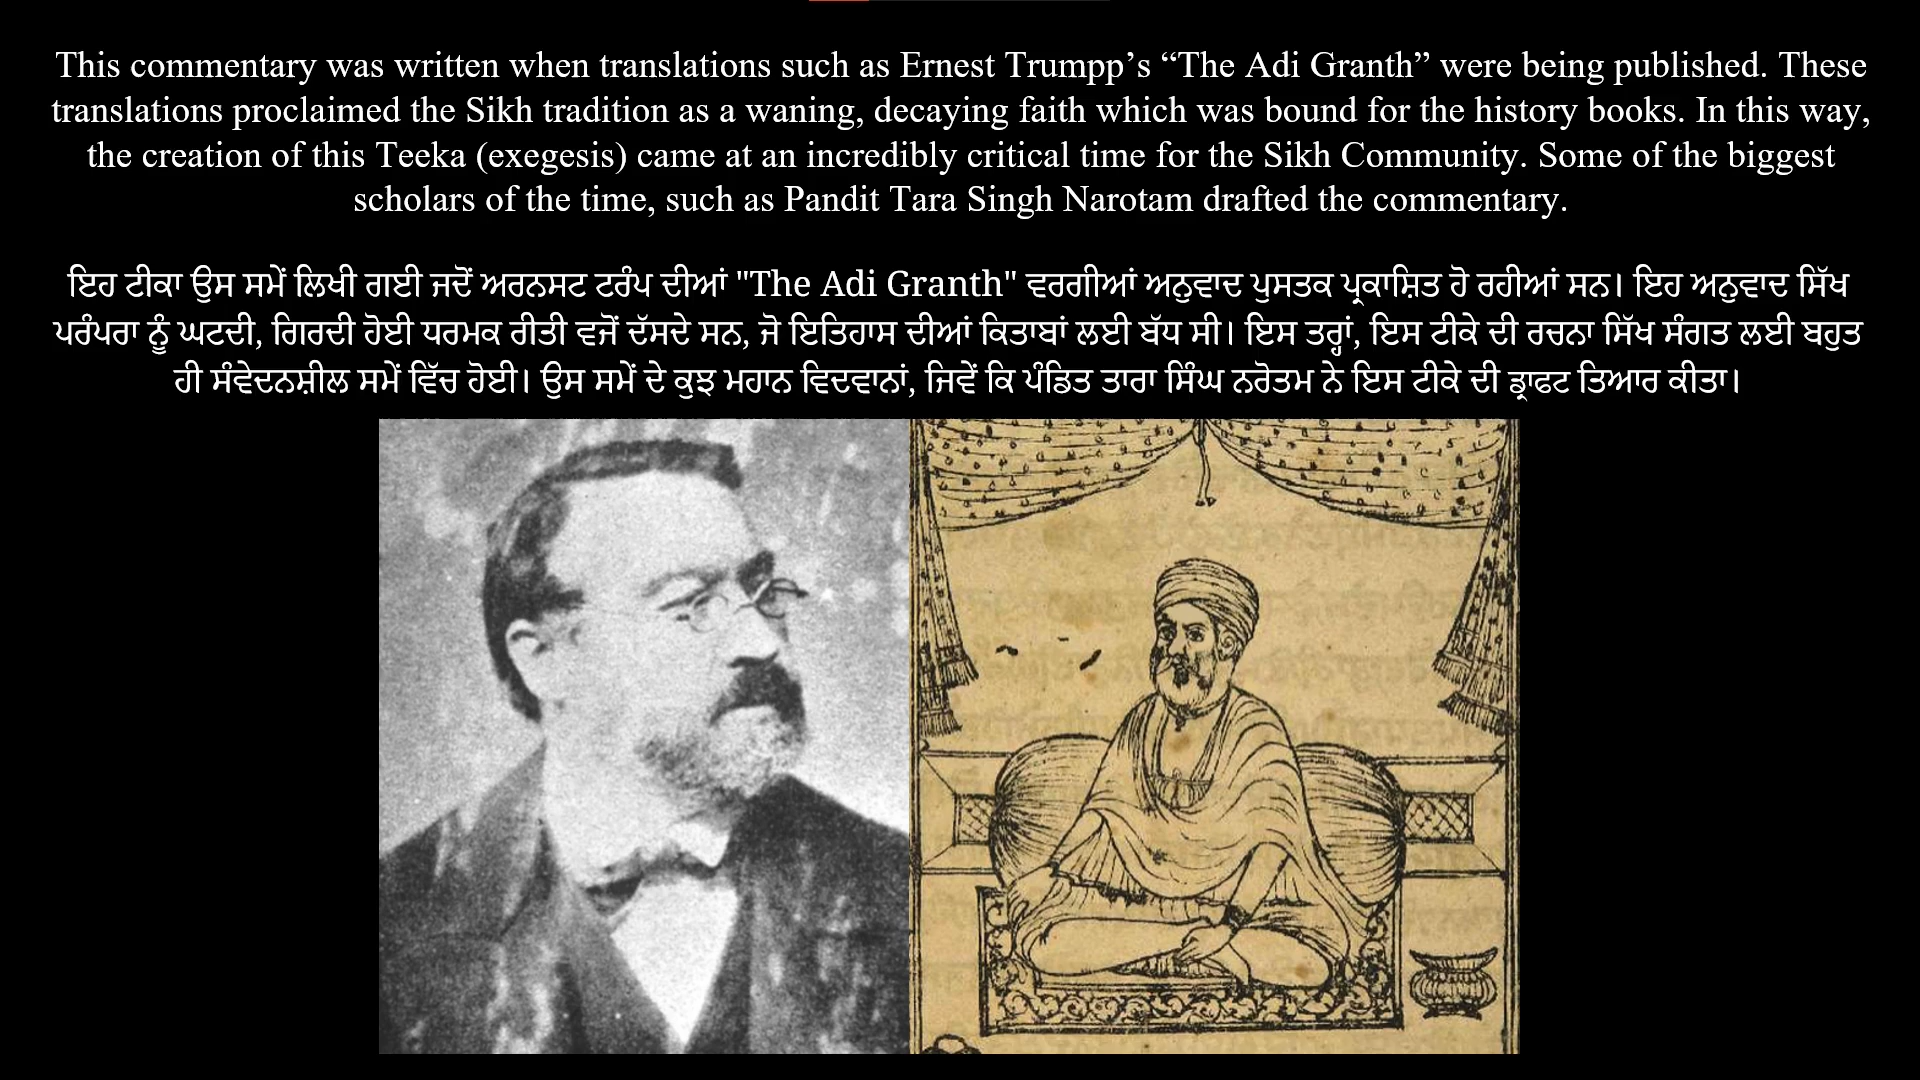 This commentary was written when translations such as Ernest Trumpp’s “The Adi Granth” were being published. These
translations proclaimed the Sikh tradition as a waning, decaying faith which was bound for the history books. In this way,
the creation of this Teeka (exegesis) came at an incredibly critical time for the Sikh Community. Some of the biggest
scholars of the time, such as Pandit Tara Singh Narotam drafted the commentary.
ਇਹ ਟੀਕਾ ਉਸ ਸਮੇਂ ਲਿਖੀ ਗਈ ਜਦੋਂ ਅਰਨਸਟ ਟਰੰਪ ਦੀਆਂ "The Adi Granth" ਵਰਗੀਆਂ ਅਨੁਵਾਦ ਪੁਸਤਕ ਪ੍ਰਕਾਸ਼ਿਤ ਹੋ ਰਹੀਆਂ ਸਨ। ਇਹ ਅਨੁਵਾਦ ਸਿੱਖ
ਪਰੰਪਰਾ ਨੂੰ ਘਟਦੀ, ਗਿਰਦੀ ਹੋਈ ਧਰਮਕ ਰੀਤੀ ਵਜੋਂ ਦੱਸਦੇ ਸਨ, ਜੋ ਇਤਿਹਾਸ ਦੀਆਂ ਕਿਤਾਬਾਂ ਲਈ ਬੱਧ ਸੀ। ਇਸ ਤਰ੍ਹਾਂ, ਇਸ ਟੀਕੇ ਦੀ ਰਚਨਾ ਸਿੱਖ ਸੰਗਤ ਲਈ ਬਹੁਤ
ਹੀ ਸੰਵੇਦਨਸ਼ੀਲ ਸਮੇਂ ਵਿੱਚ ਹੋਈ। ਉਸ ਸਮੇਂ ਦੇ ਕੁਝ ਮਹਾਨ ਵਿਦਵਾਨਾਂ, ਜਿਵੇਂ ਕਿ ਪੰਡਿਤ ਤਾਰਾ ਸਿੰਘ ਨਰੋਤਮ ਨੇ ਇਸ ਟੀਕੇ ਦੀ ਡ੍ਰਾਫਟ ਤਿਆਰ ਕੀਤਾ।